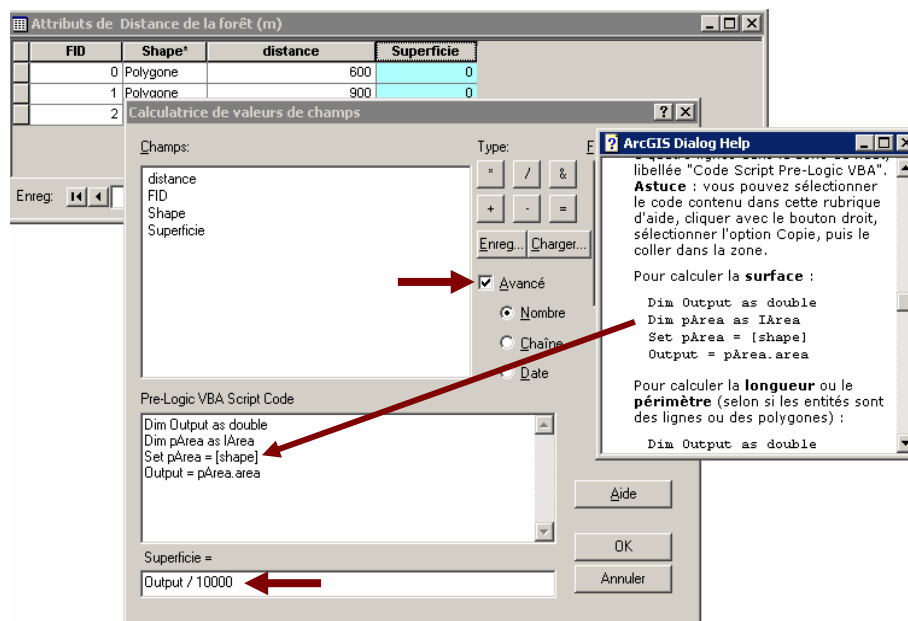 Attributs de Distance de la forêt (m)
FID Shape* distance Superficie
0 Polygone 600 0
1 Polygone 900 0
2
Enreg:
Calculatrice de valeurs de champs
Champs:
distance
FID
Shape
Superficie
Type:
* / &
+ - =
Enreg... Charger...
Avancé
Nombre
Chaîne
Date
Pre-Logic VBA Script Code
Dim Output as double
Dim pArea as IArea
Set pArea = [shape]
Output = pArea.area
Superficie =
Output / 10000
Aide
OK
Annuler
ArcGIS Dialog Help
libellée "Code Script Pre-Logic VBA".
Astuce : vous pouvez sélectionner
le code contenu dans cette rubrique
d'aide, cliquer avec le bouton droit,
sélectionner l'option Copie, puis le
coller dans la zone.
Pour calculer la surface :
Dim Output as double
Dim pArea as IArea
Set pArea = [shape]
Output = pArea.area
Pour calculer la longueur ou le
périmètre (selon si les entités sont
des lignes ou des polygones) :
Dim Output as double